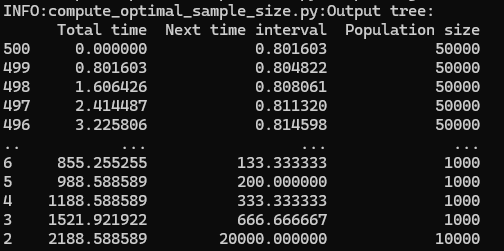 INFO:compute_optimal_sample_size.py:Output tree:
Total time Next time interval Population size
500 0.000000 0.801603 50000
499 0.801603 0.804822 50000
498 1.606426 0.808061 50000
497 2.414487 0.811320 50000
496 3.225806 0.814598 50000
.. ... ... ...
6 855.255255 133.333333 1000
5 988.588589 200.000000 1000
4 1188.588589 333.333333 1000
3 1521.921922 666.666667 1000
2 2188.588589 20000.000000 10000